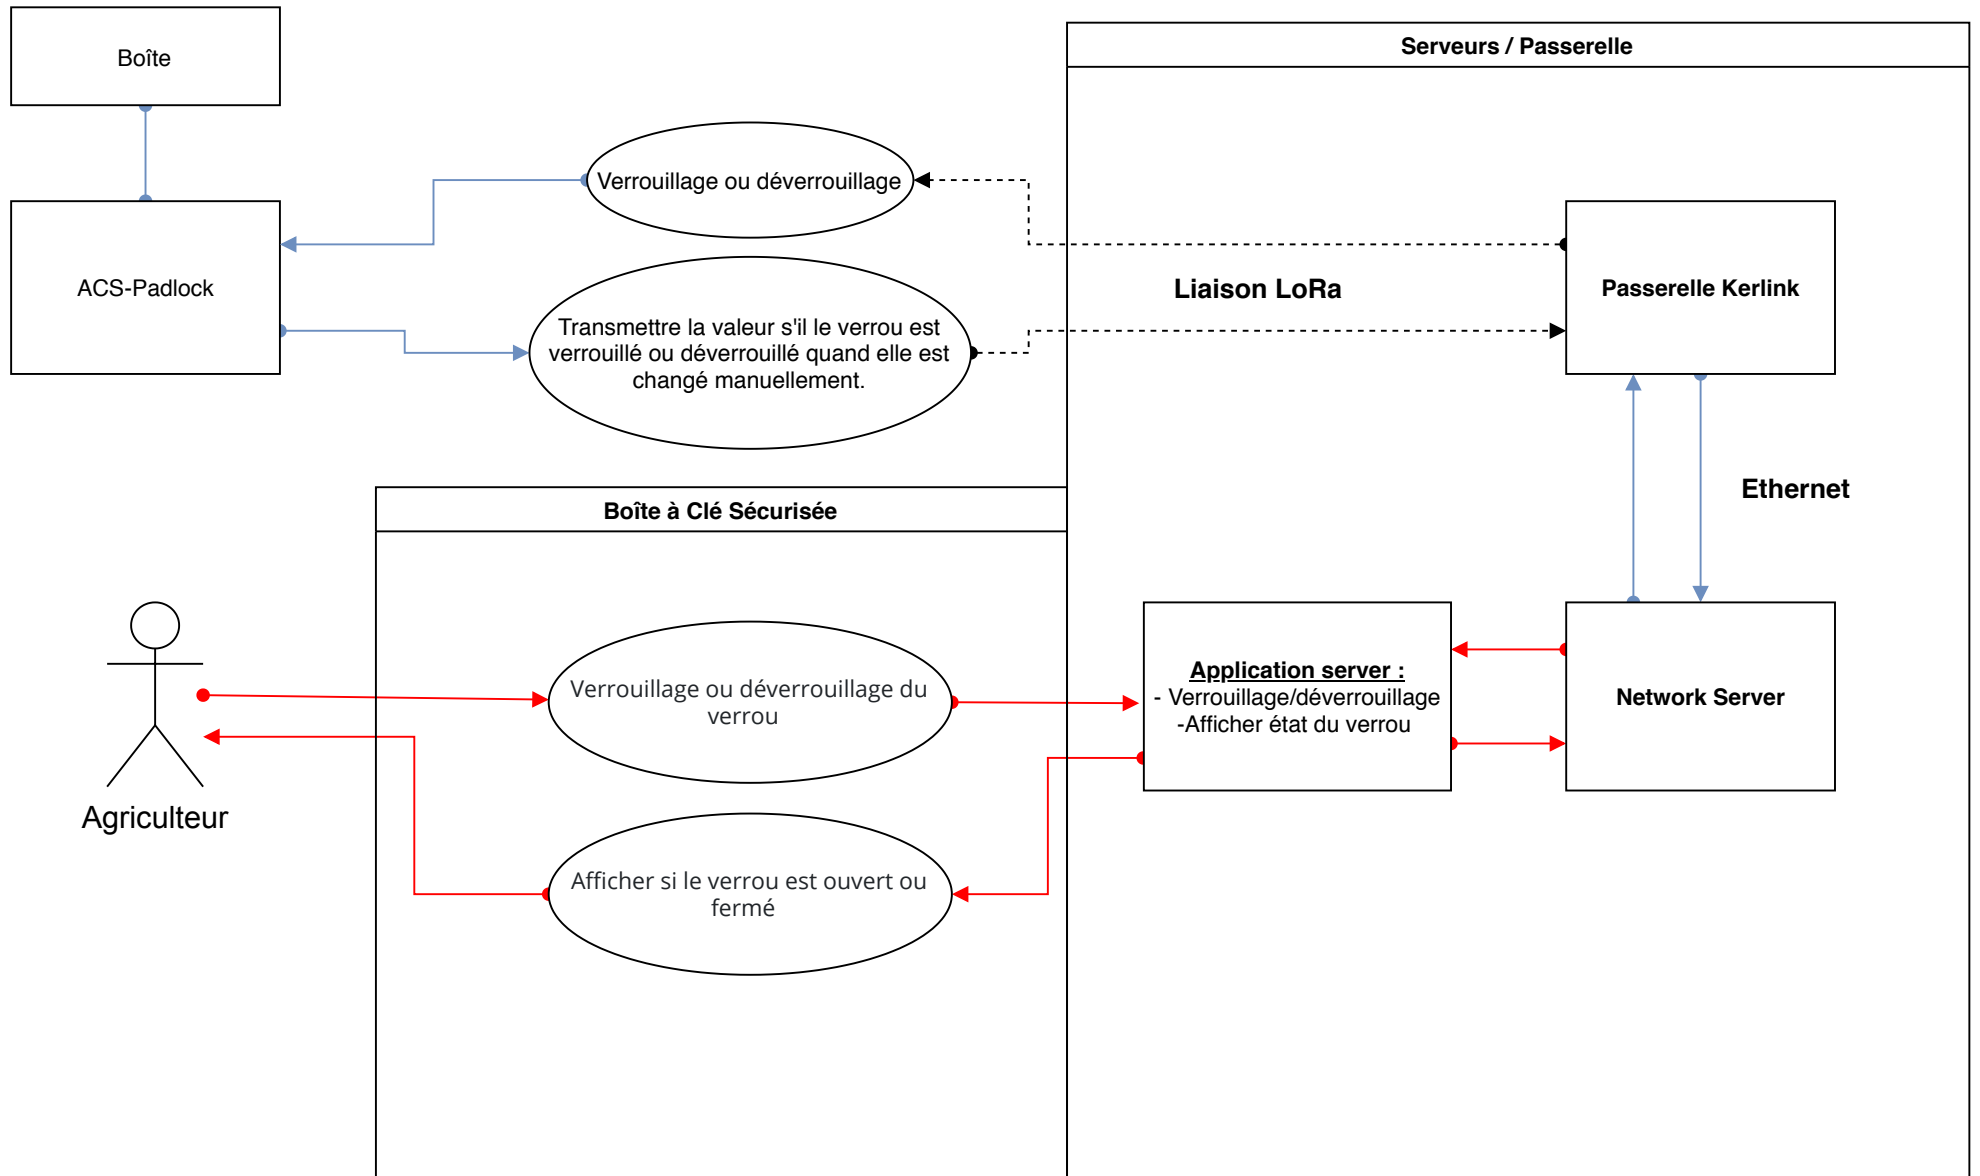 Boîte
Serveurs / Passerelle
Verrouillage ou déverrouillage
ACS-Padlock
Liaison LoRa
Passerelle Kerlink
Transmettre la valeur s'il le verrou est
verrouillé ou déverrouillé quand elle est
changé manuellement.
Ethernet
Boîte à Clé Sécurisée
Verrouillage ou déverrouillage du
verrou
Application server :
- Verrouillage/déverrouillage
-Afficher état du verrou
Network Server
Agriculteur
Afficher si le verrou est ouvert ou
fermé